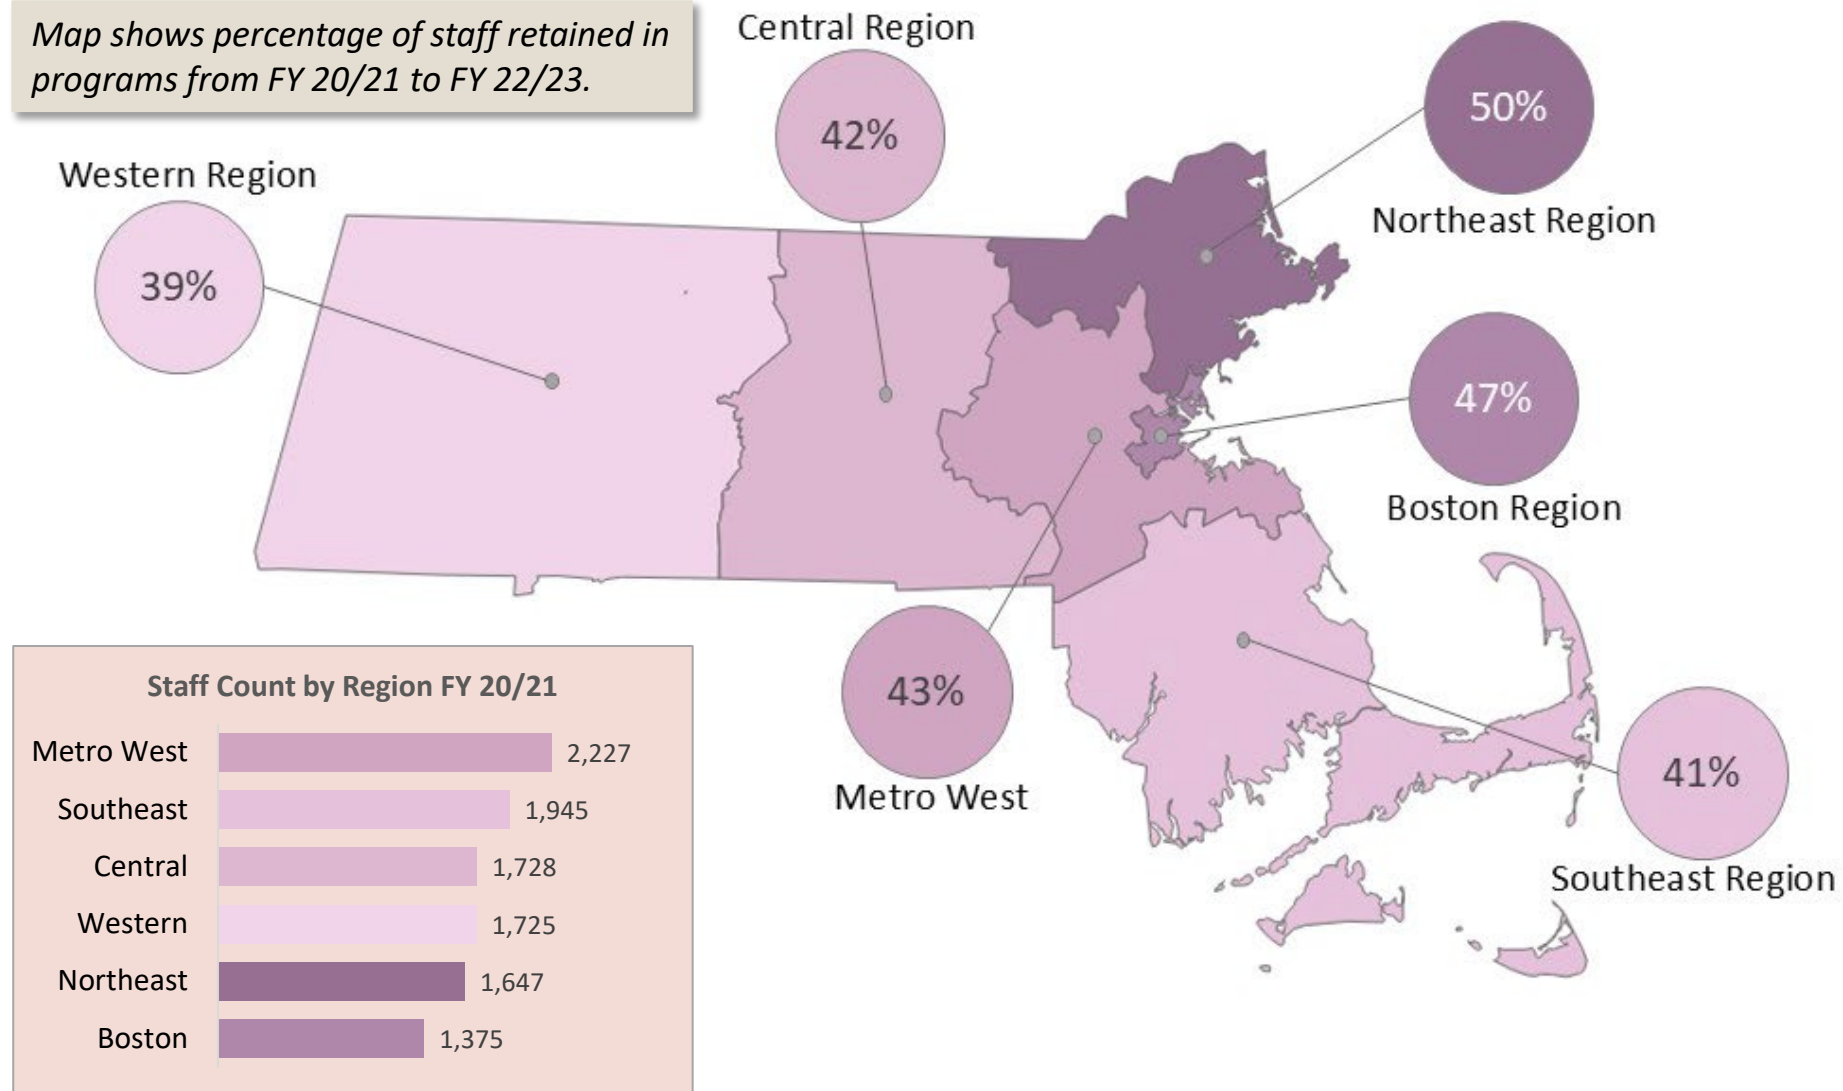 Map shows percentage of staff retained in
programs from FY 20/21 to FY 22/23.
Central Region
42%
50%
Northeast Region
Western Region
39%
47%
Boston Region
43%
Metro West
41%
Southeast Region
Staff Count by Region FY 20/21
Metro West 2,227
Southeast 1,945
Central 1,728
Western 1,725
Northeast 1,647
Boston 1,375